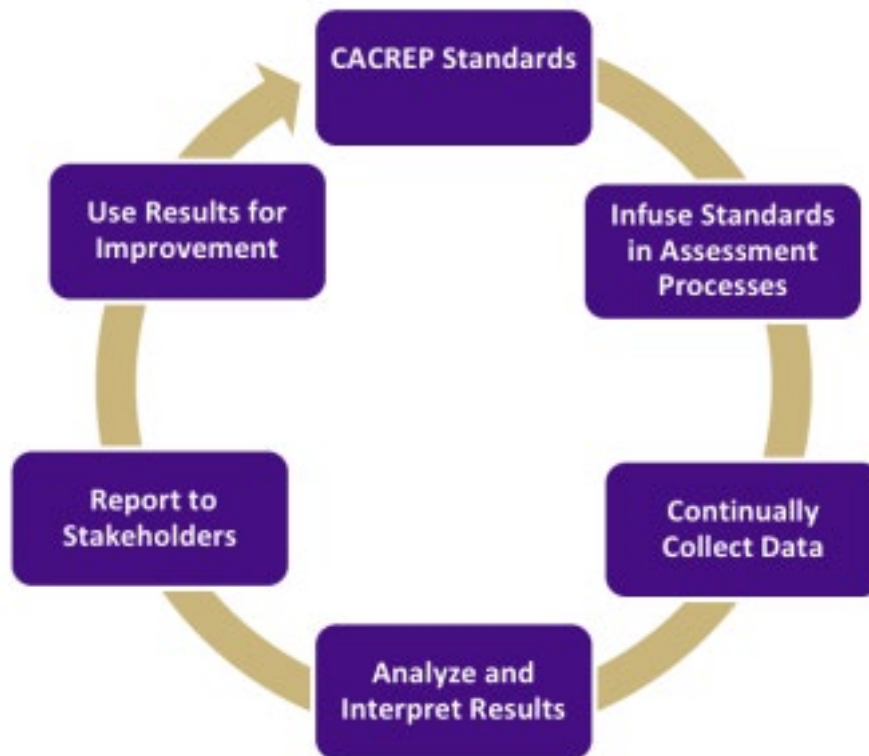 CACREP Standards
Infuse Standards
in Assessment
Processes
Continually
Collect Data
Analyze and
Interpret Results
Report to
Stakeholders
Use Results for
Improvement